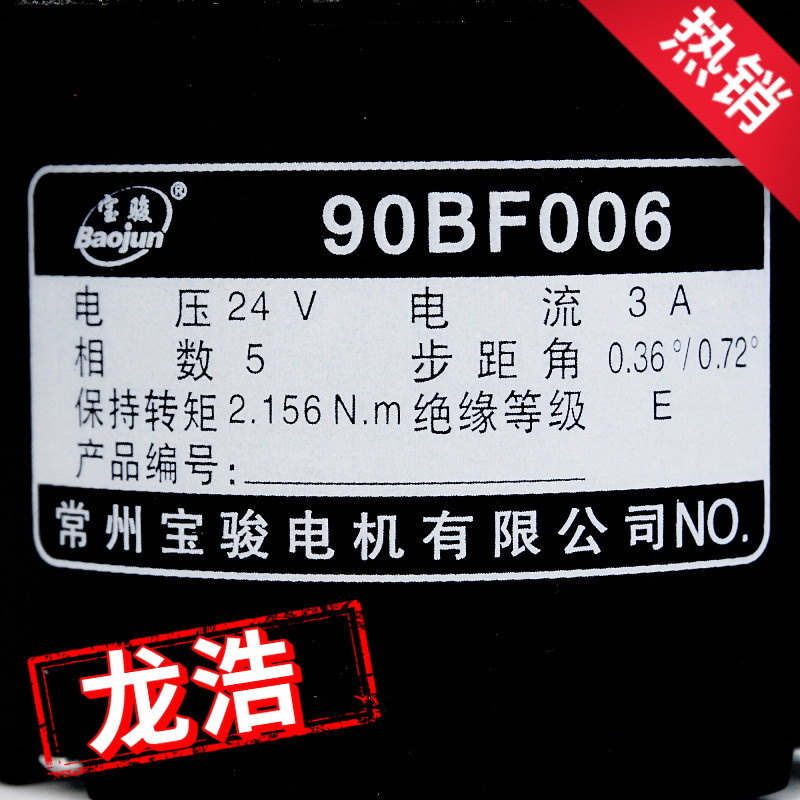 热销
宝骏®
Baojun
90BF006
电压 24 V 电流 3 A
相数 5 步距角 0.36°/0.72°
保持转矩 2.156 N.m 绝缘等级 E
产品编号:
常州宝骏电机有限公司 NO.
龙浩